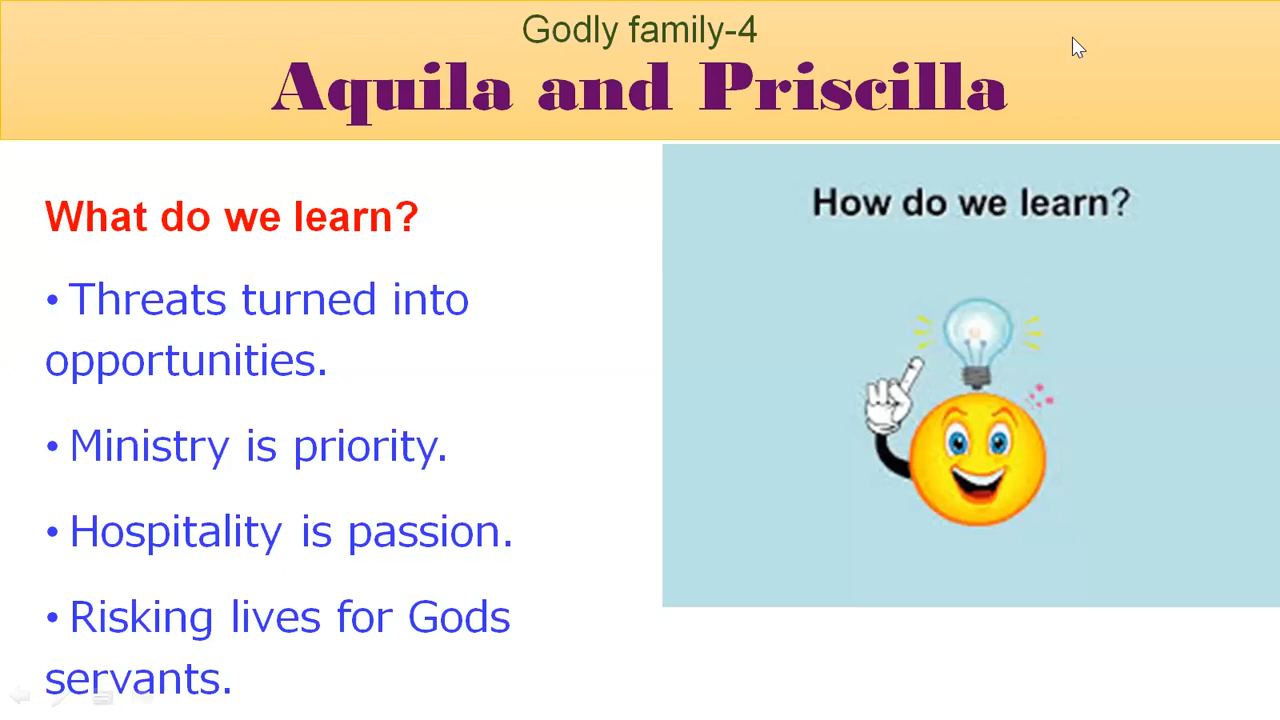 Godly family-4
Aquila and Priscilla
What do we learn?
• Threats turned into
opportunities.
• Ministry is priority.
• Hospitality is passion.
• Risking lives for Gods
servants.
How do we learn?